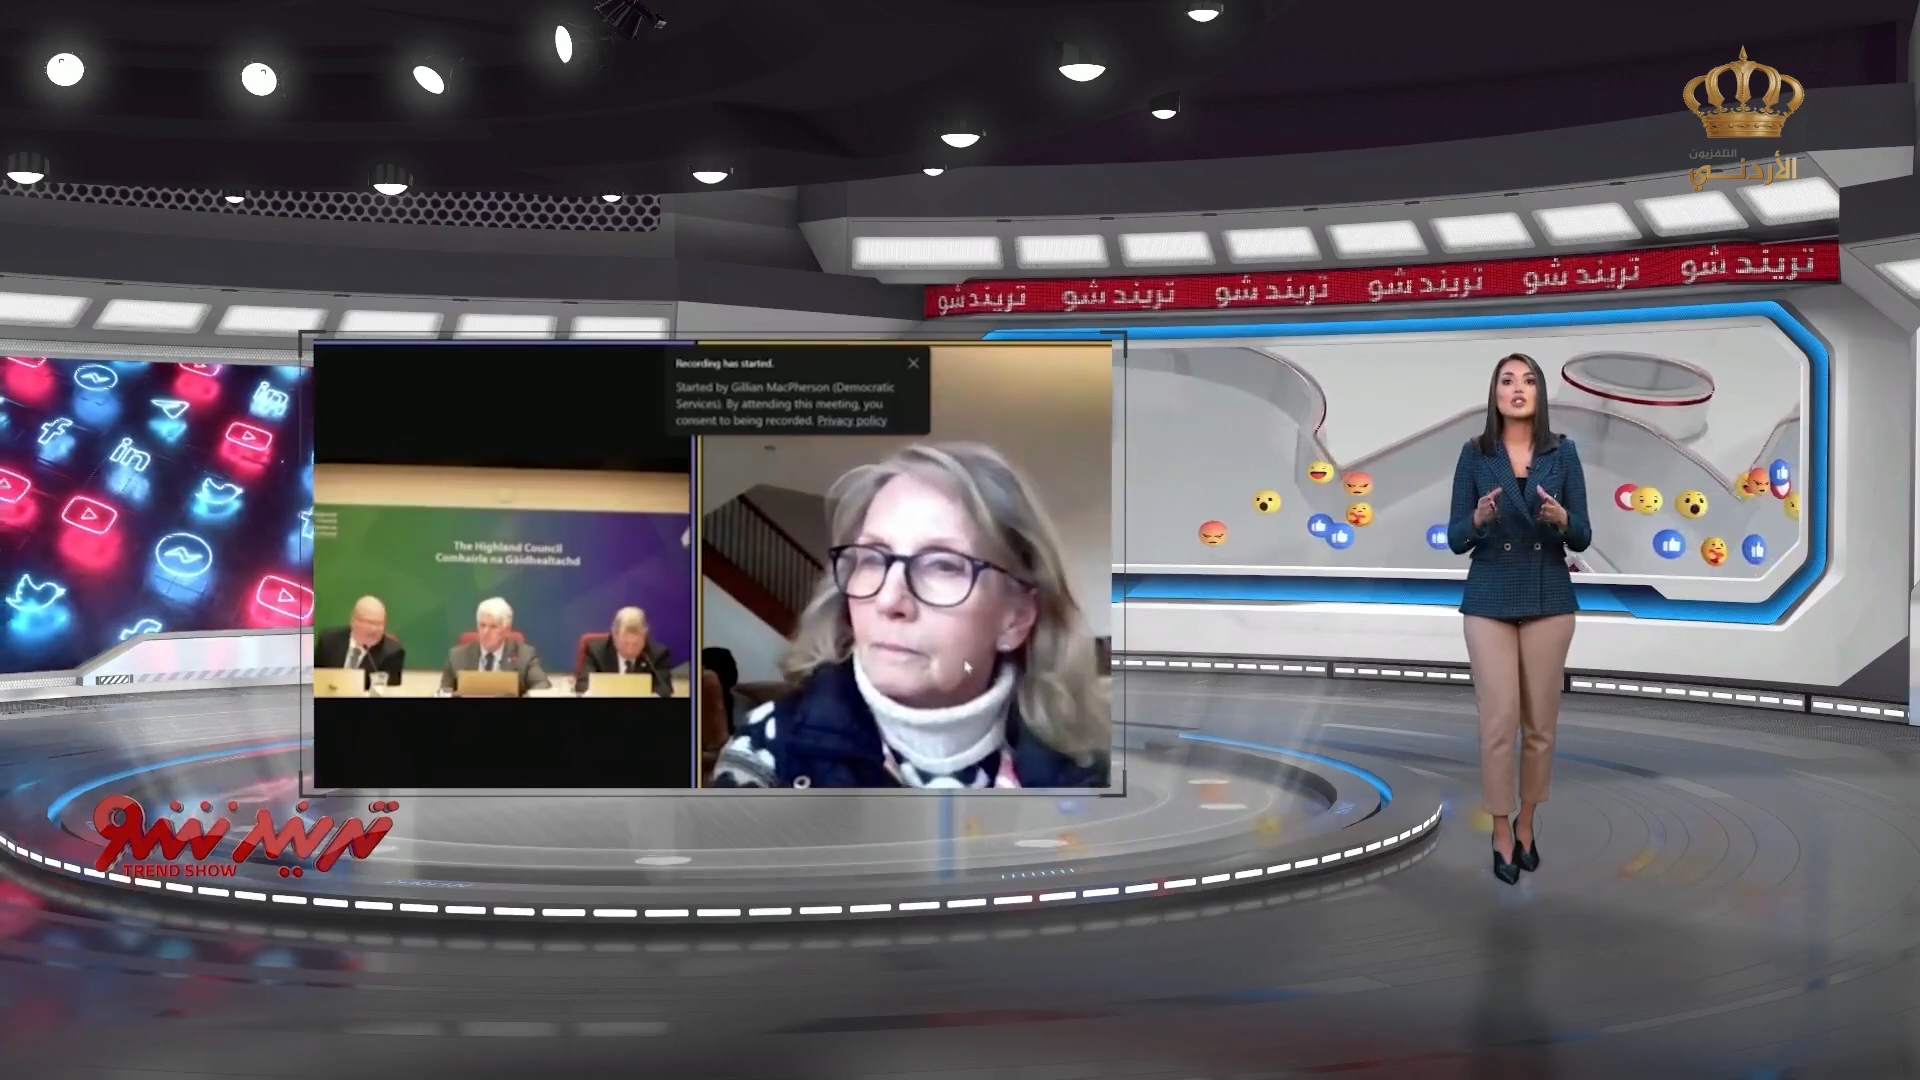 التلفزيون
الأردنـــي
تريند شو تريند شو تريند شو تريند شو تريند شو تريند شو
Recording has started.
Started by Gillian MacPherson (Democratic
Services). By attending this meeting, you
consent to being recorded. Privacy policy
The Highland Council
Comhairle na Gàidhealtachd
تريند شو
TREND SHOW